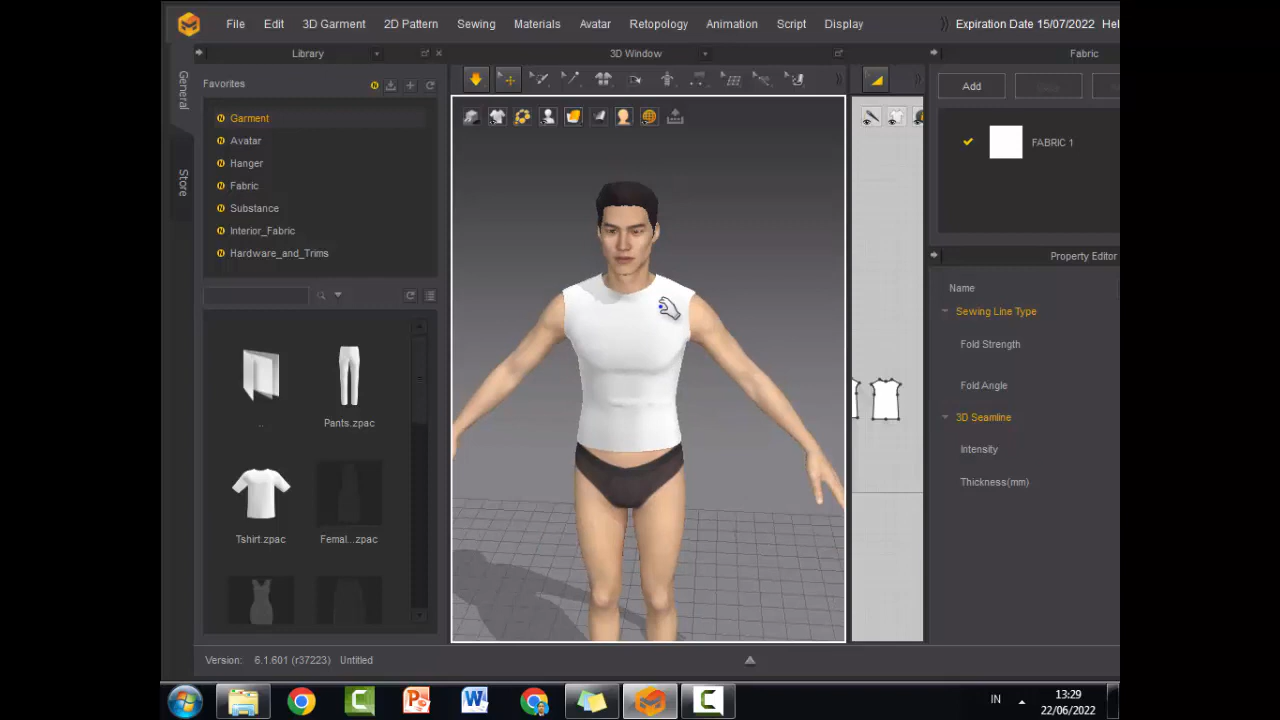 File Edit 3D Garment 2D Pattern Sewing Materials Avatar Retopology Animation Script Display Expiration Date 15/07/2022 Hel
Library 3D Window Fabric
General
Store
Favorites
Garment
Avatar
Hanger
Fabric
Substance
Interior_Fabric
Hardware_and_Trims
Add
FABRIC 1
Property Editor
Name
Sewing Line Type
Fold Strength
Fold Angle
3D Seamline
Intensity
Thickness(mm)
.. Pants.zpac
Tshirt.zpac Femal...zpac
Version: 6.1.601 (r37223) Untitled
IN 13:29
22/06/2022